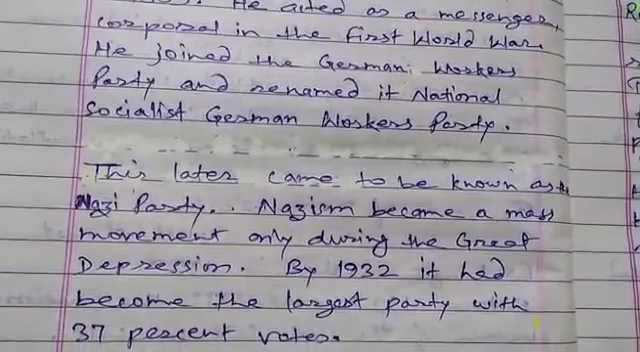 He acted as a messenger,
corporal in the First World War.
He joined the German Workers
Party and renamed it National
Socialist German Workers Party.
This later came to be known as the
Nazi Party. Nazism became a mass
movement only during the Great
Depression. By 1932 it had
become the largest party with
37 percent votes.